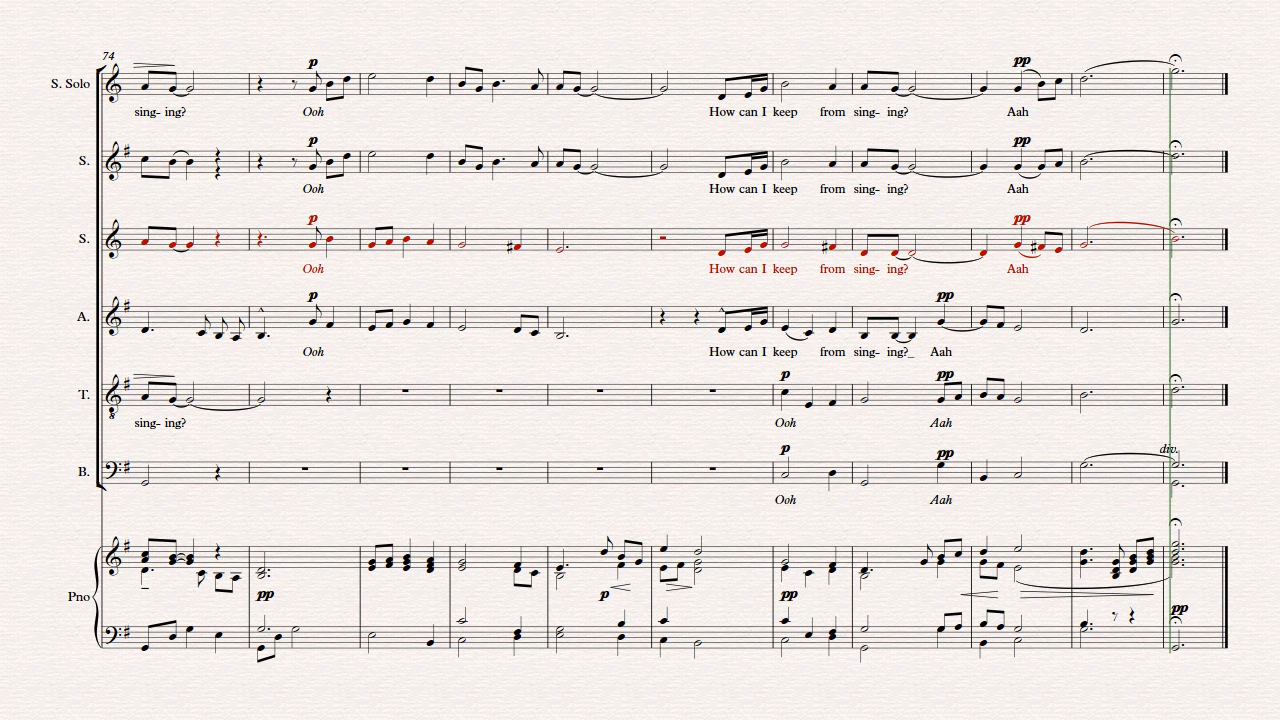 74
S. Solo
p
pp
sing- ing? Ooh How can I keep from sing- ing? Aah
S.
p
pp
Ooh How can I keep from sing- ing? Aah
S.
p
pp
Ooh How can I keep from sing- ing? Aah
A.
p
pp
Ooh How can I keep from sing- ing?_ Aah
T.
p
pp
sing- ing? Ooh Aah
div.
B.
p
pp
Ooh Aah
Pno
pp
p
pp
pp